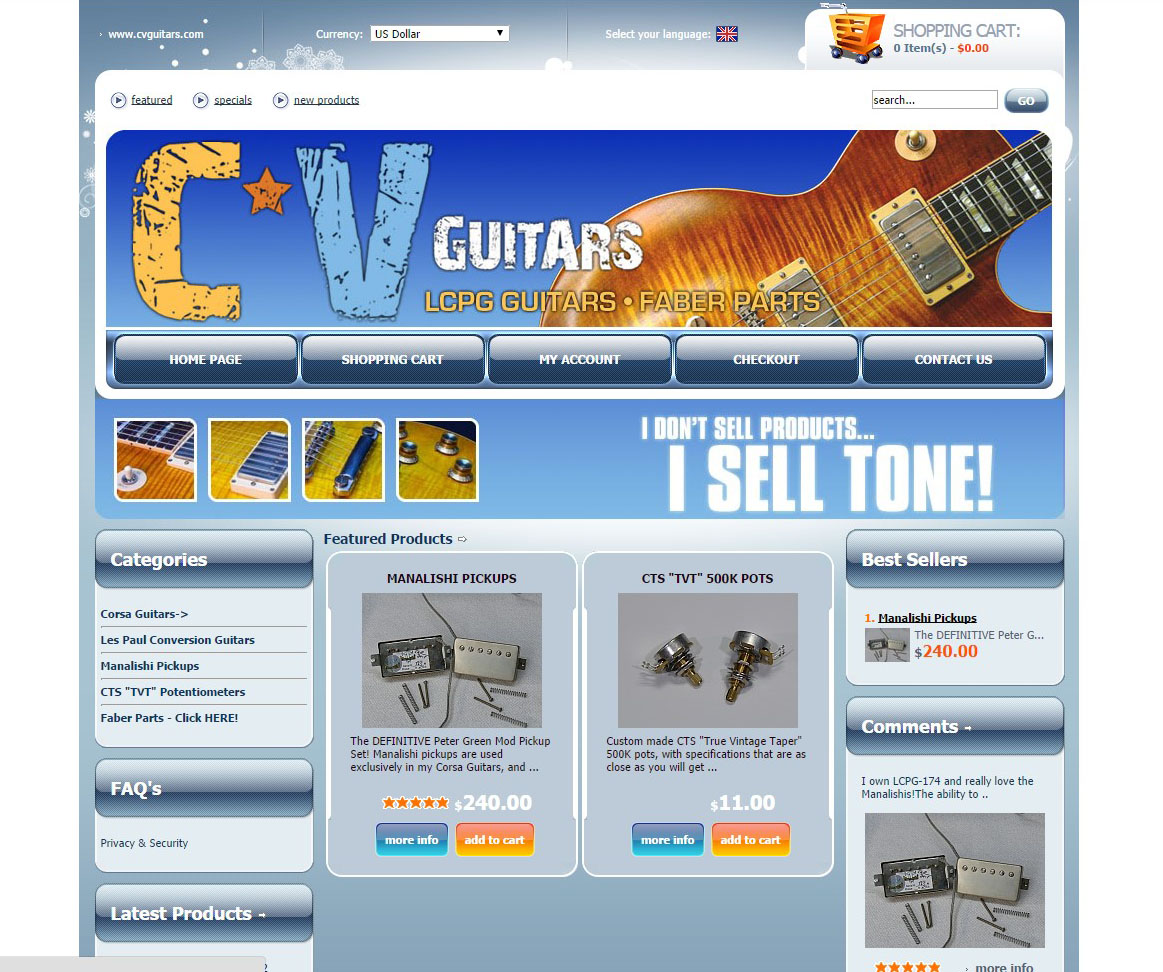 www.cvguitars.com
Currency: US Dollar
Select your language:
SHOPPING CART:
0 Item(s) - $0.00
featured specials new products
search... GO
C V GUITARS
LCPG GUITARS • FABER PARTS
HOME PAGE SHOPPING CART MY ACCOUNT CHECKOUT CONTACT US
I DON'T SELL PRODUCTS...
I SELL TONE!
Categories
Corsa Guitars->
Les Paul Conversion Guitars
Manalishi Pickups
CTS "TVT" Potentiometers
Faber Parts - Click HERE!
FAQ's
Privacy & Security
Latest Products
Featured Products
MANALISHI PICKUPS
The DEFINITIVE Peter Green Mod Pickup
Set! Manalishi pickups are used
exclusively in my Corsa Guitars, and ...
$240.00
more info add to cart
CTS "TVT" 500K POTS
Custom made CTS "True Vintage Taper"
500K pots, with specifications that are as
close as you will get ...
$11.00
more info add to cart
Best Sellers
1. Manalishi Pickups
The DEFINITIVE Peter G...
$240.00
Comments
I own LCPG-174 and really love the
Manalishis!The ability to ..
more info